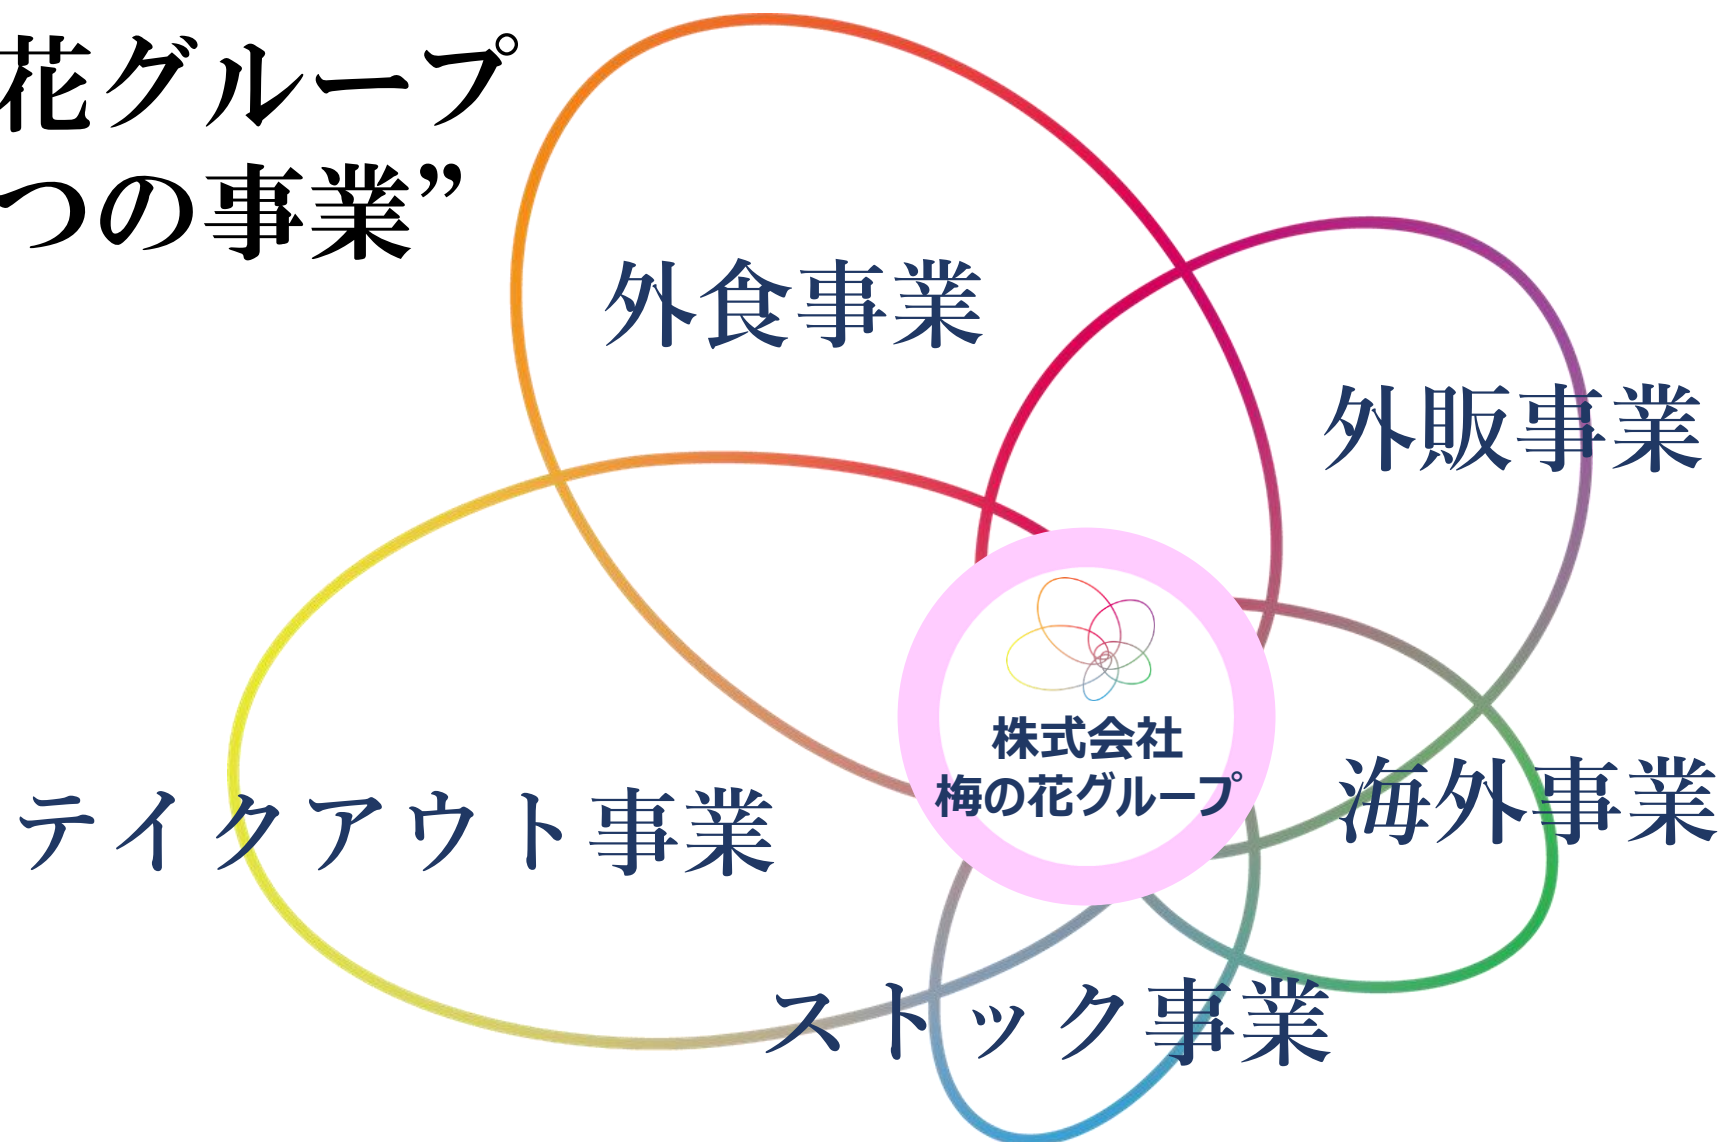 花グループ
つの事業”
外食事業
外販事業
株式会社
梅の花グループ
海外事業
テイクアウト事業
ストック事業